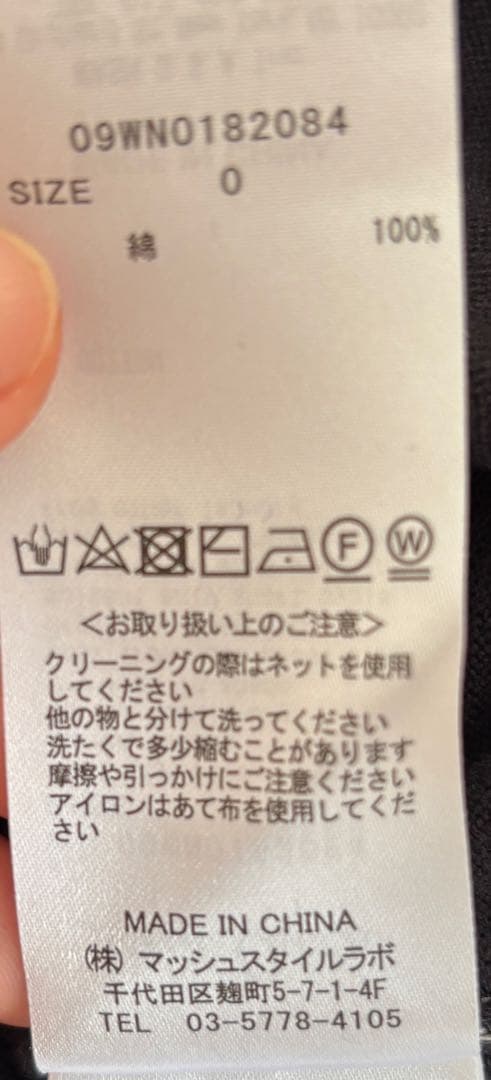 09WN0182084
SIZE 0
綿 100%
F W
<お取り扱い上のご注意>
クリーニングの際はネットを使用
してください
他の物と分けて洗ってください
洗たくで多少縮むことがあります
摩擦や引っかけにご注意ください
アイロンはあて布を使用してくだ
さい
MADE IN CHINA
(株) マッシュスタイルラボ
千代田区麹町5-7-1-4F
TEL 03-5778-4105